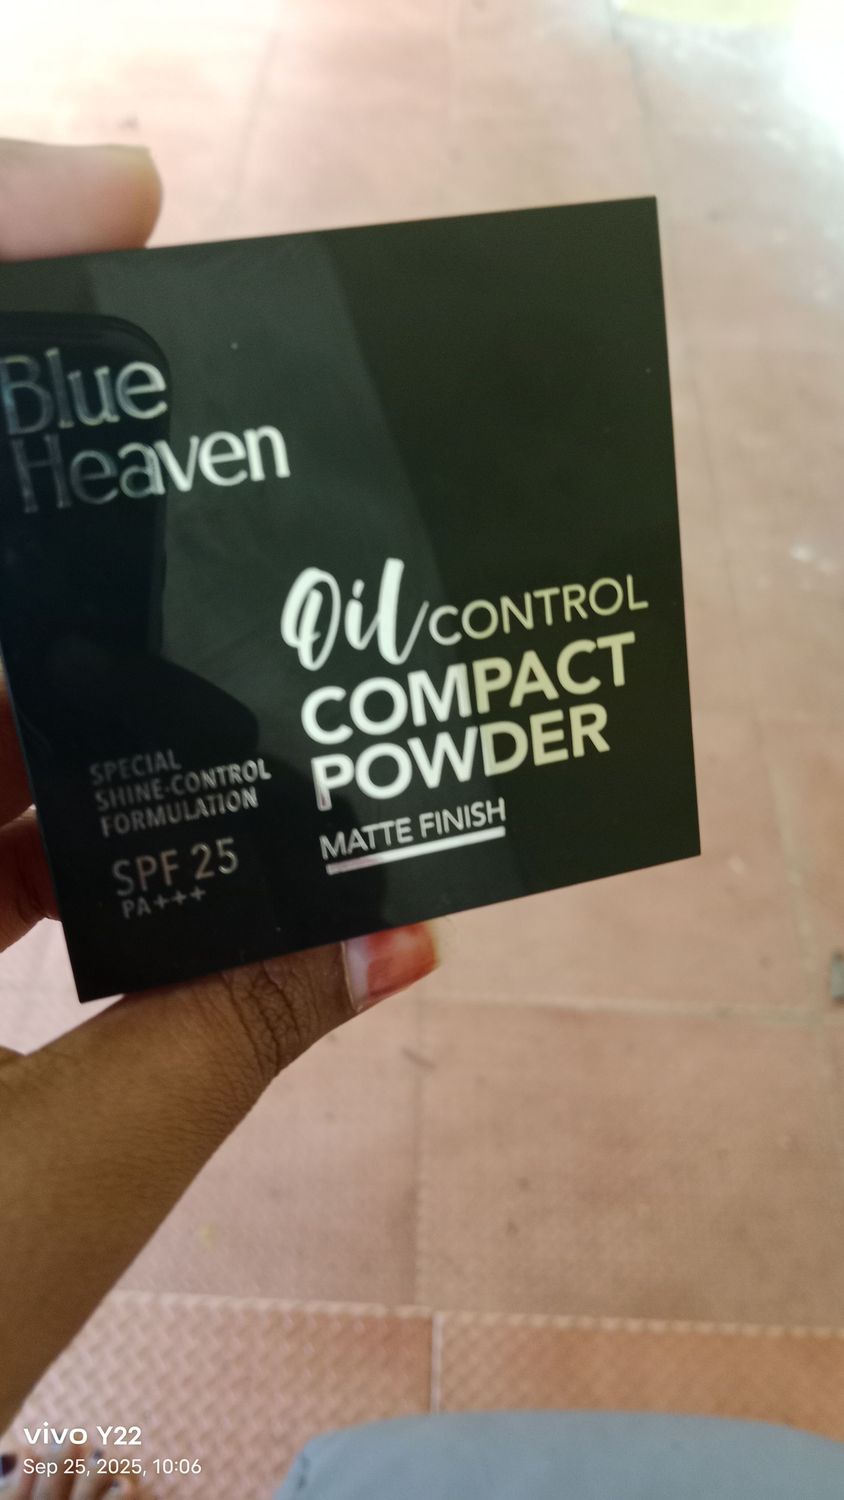 Blue
Heaven
Oil CONTROL
COMPACT
POWDER
MATTE FINISH
SPECIAL
SHINE-CONTROL
FORMULATION
SPF 25
PA+++
vivo Y22
Sep 25, 2025, 10:06